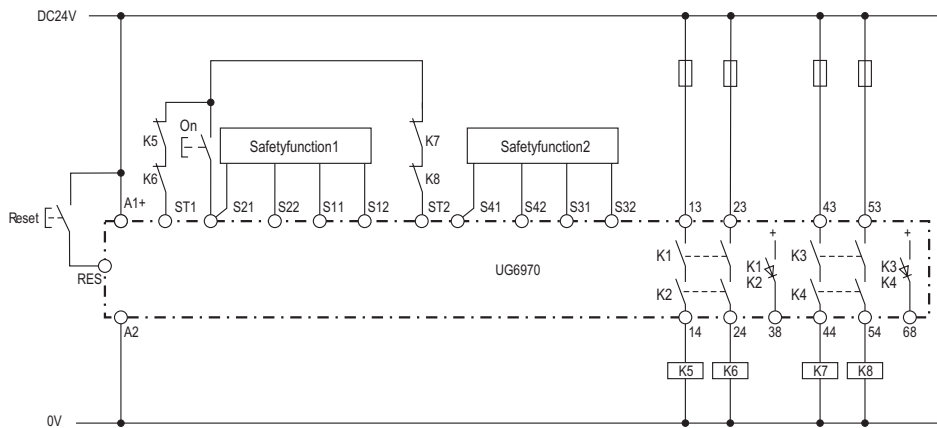 DC24V
On
K5
K6
Safetyfunction1
K7
K8
Safetyfunction2
Reset
A1+
ST1
S21
S22
S11
S12
ST2
S41
S42
S31
S32
13
23
43
53
RES
UG6970
K1
K2
+
K1
K2
K3
K4
+
K3
K4
A2
14
24
38
44
54
68
K5
K6
K7
K8
0V